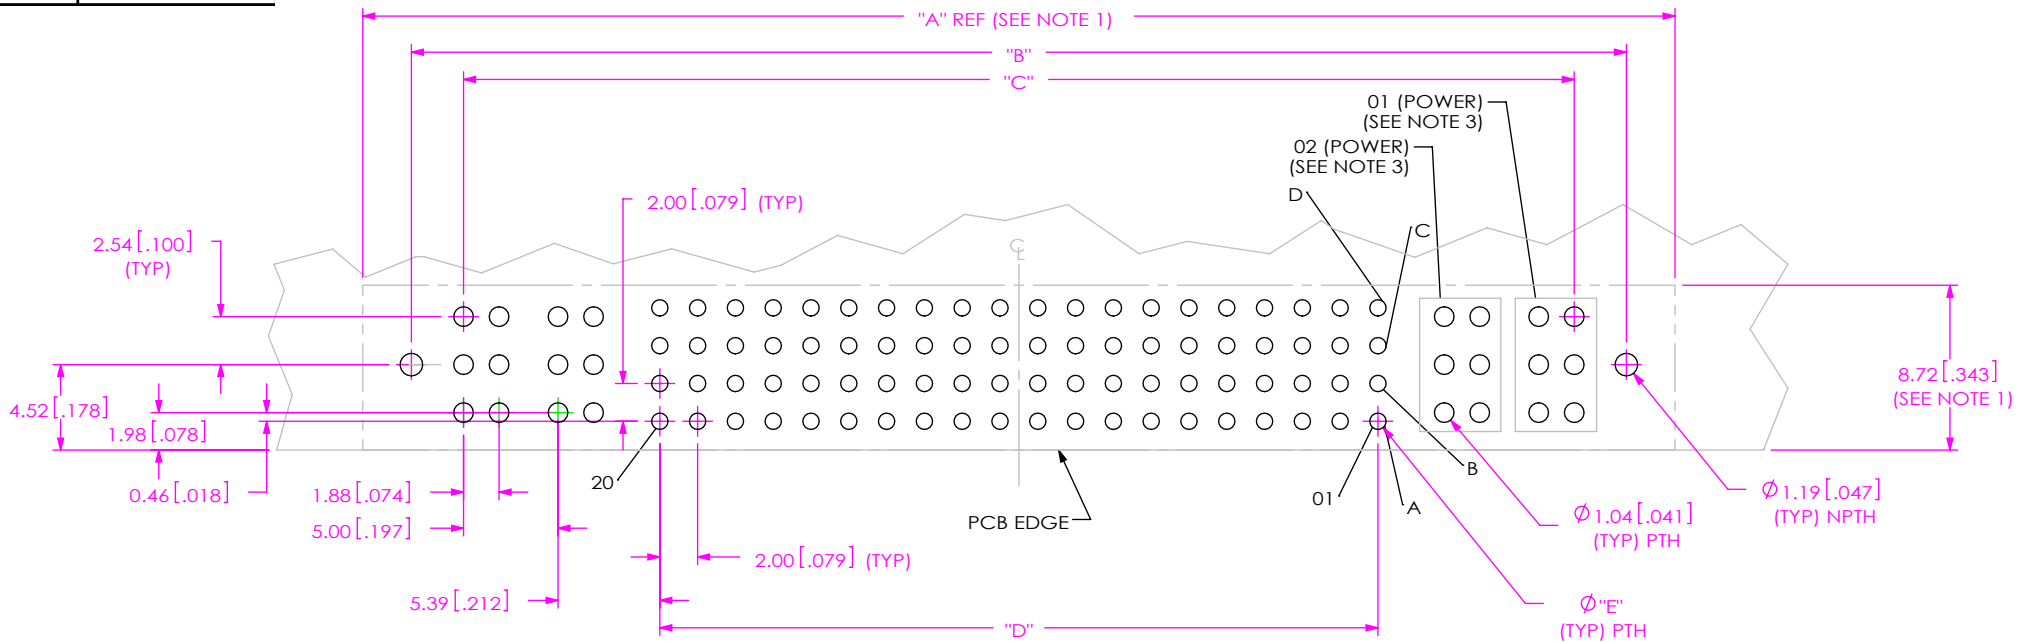 "A" REF (SEE NOTE 1)
"B"
"C"
01 (POWER)
(SEE NOTE 3)
02 (POWER)
(SEE NOTE 3)
D
2.00[.079] (TYP)
C
2.54[.100]
(TYP)
CL
8.72[.343]
(SEE NOTE 1)
4.52[.178]
1.98[.078]
0.46[.018]
1.88[.074]
5.00[.197]
20
B
01
A
PCB EDGE
Ø1.19[.047]
(TYP) NPTH
Ø1.04[.041]
(TYP) PTH
2.00[.079] (TYP)
5.39[.212]
"D"
Ø"E"
(TYP) PTH